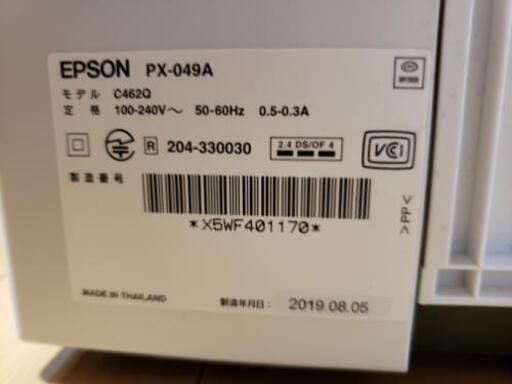 EPSON PX-049A
モデル C462Q
定格 100-240V～ 50-60Hz 0.5-0.3A
R 204-330030
2.4 DS/OF 4
VCI
製造番号
*X5WF401170*
>PP<
MADE IN THAILAND
製造年月日: 2019.08.05